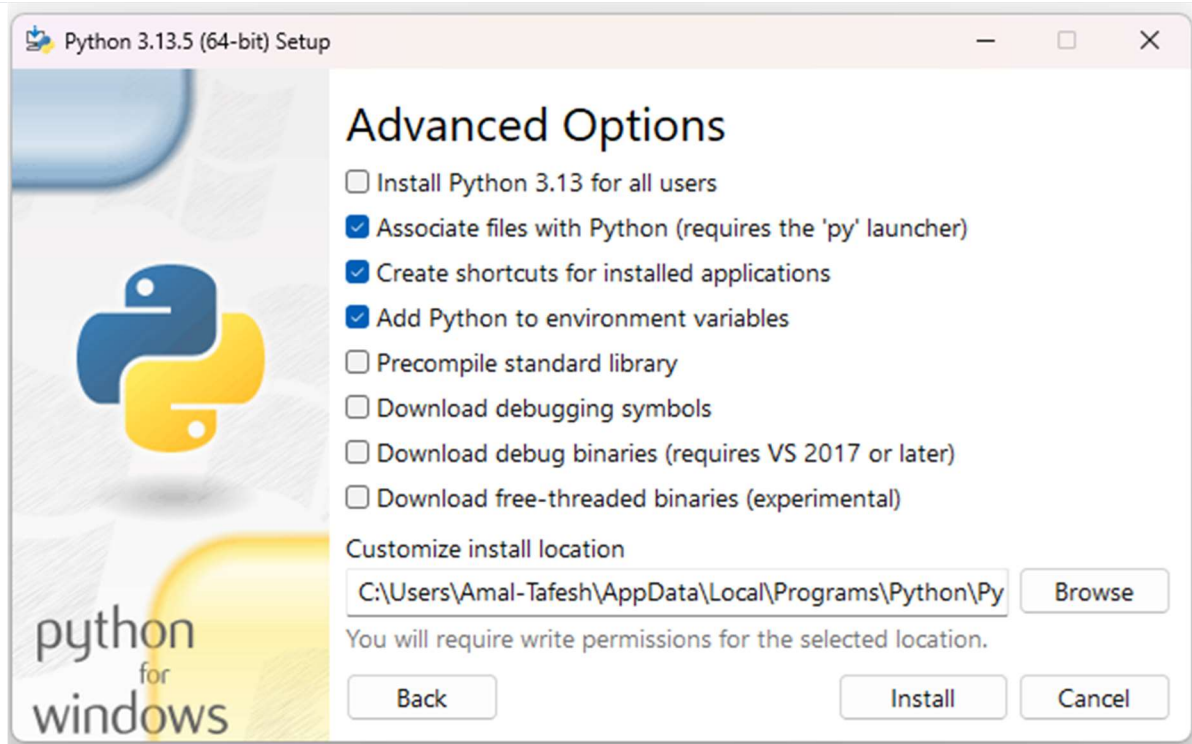 Python 3.13.5 (64-bit) Setup
Advanced Options
Install Python 3.13 for all users
Associate files with Python (requires the 'py' launcher)
Create shortcuts for installed applications
Add Python to environment variables
Precompile standard library
Download debugging symbols
Download debug binaries (requires VS 2017 or later)
Download free-threaded binaries (experimental)
Customize install location
C:\Users\Amal-Tafesh\AppData\Local\Programs\Python\Py
Browse
You will require write permissions for the selected location.
python
for
windows
Back
Install
Cancel